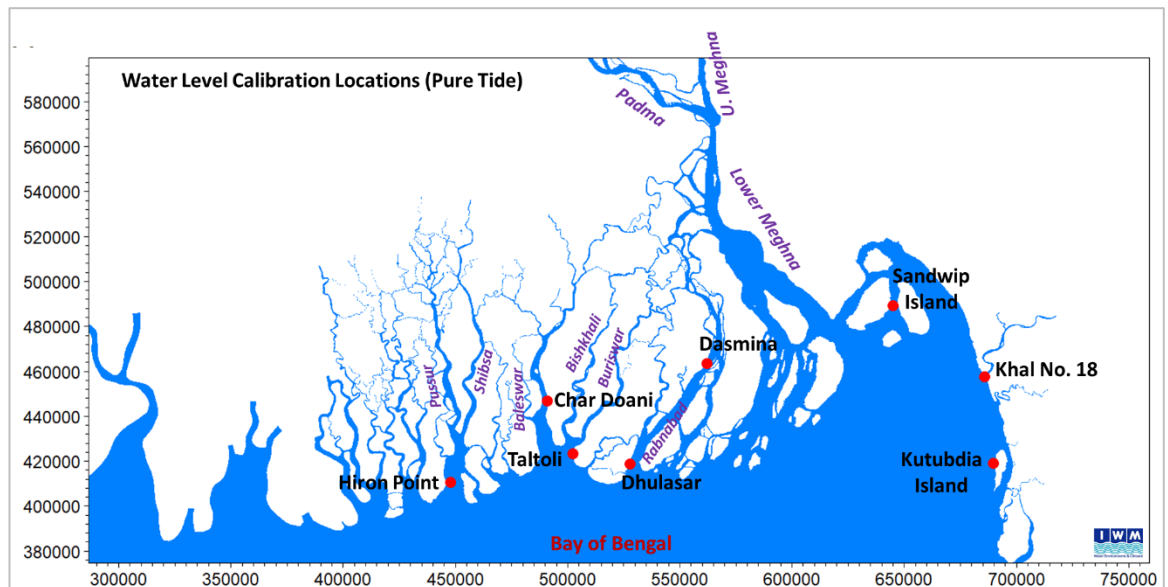 Water Level Calibration Locations (Pure Tide)
U. Meghna
Padma
Lower Meghna
Sandwip
Island
Dasmina
Khal No. 18
Bishkhali
Buriswar
Pussur
Shibsa
Baleswar
Char Doani
Rabnabad
Taltoli
Kutubdia
Island
Hiron Point
Dhulasar
Bay of Bengal
IWM
580000
560000
540000
520000
500000
480000
460000
440000
420000
400000
380000
300000 350000 400000 450000 500000 550000 600000 650000 700000 750000